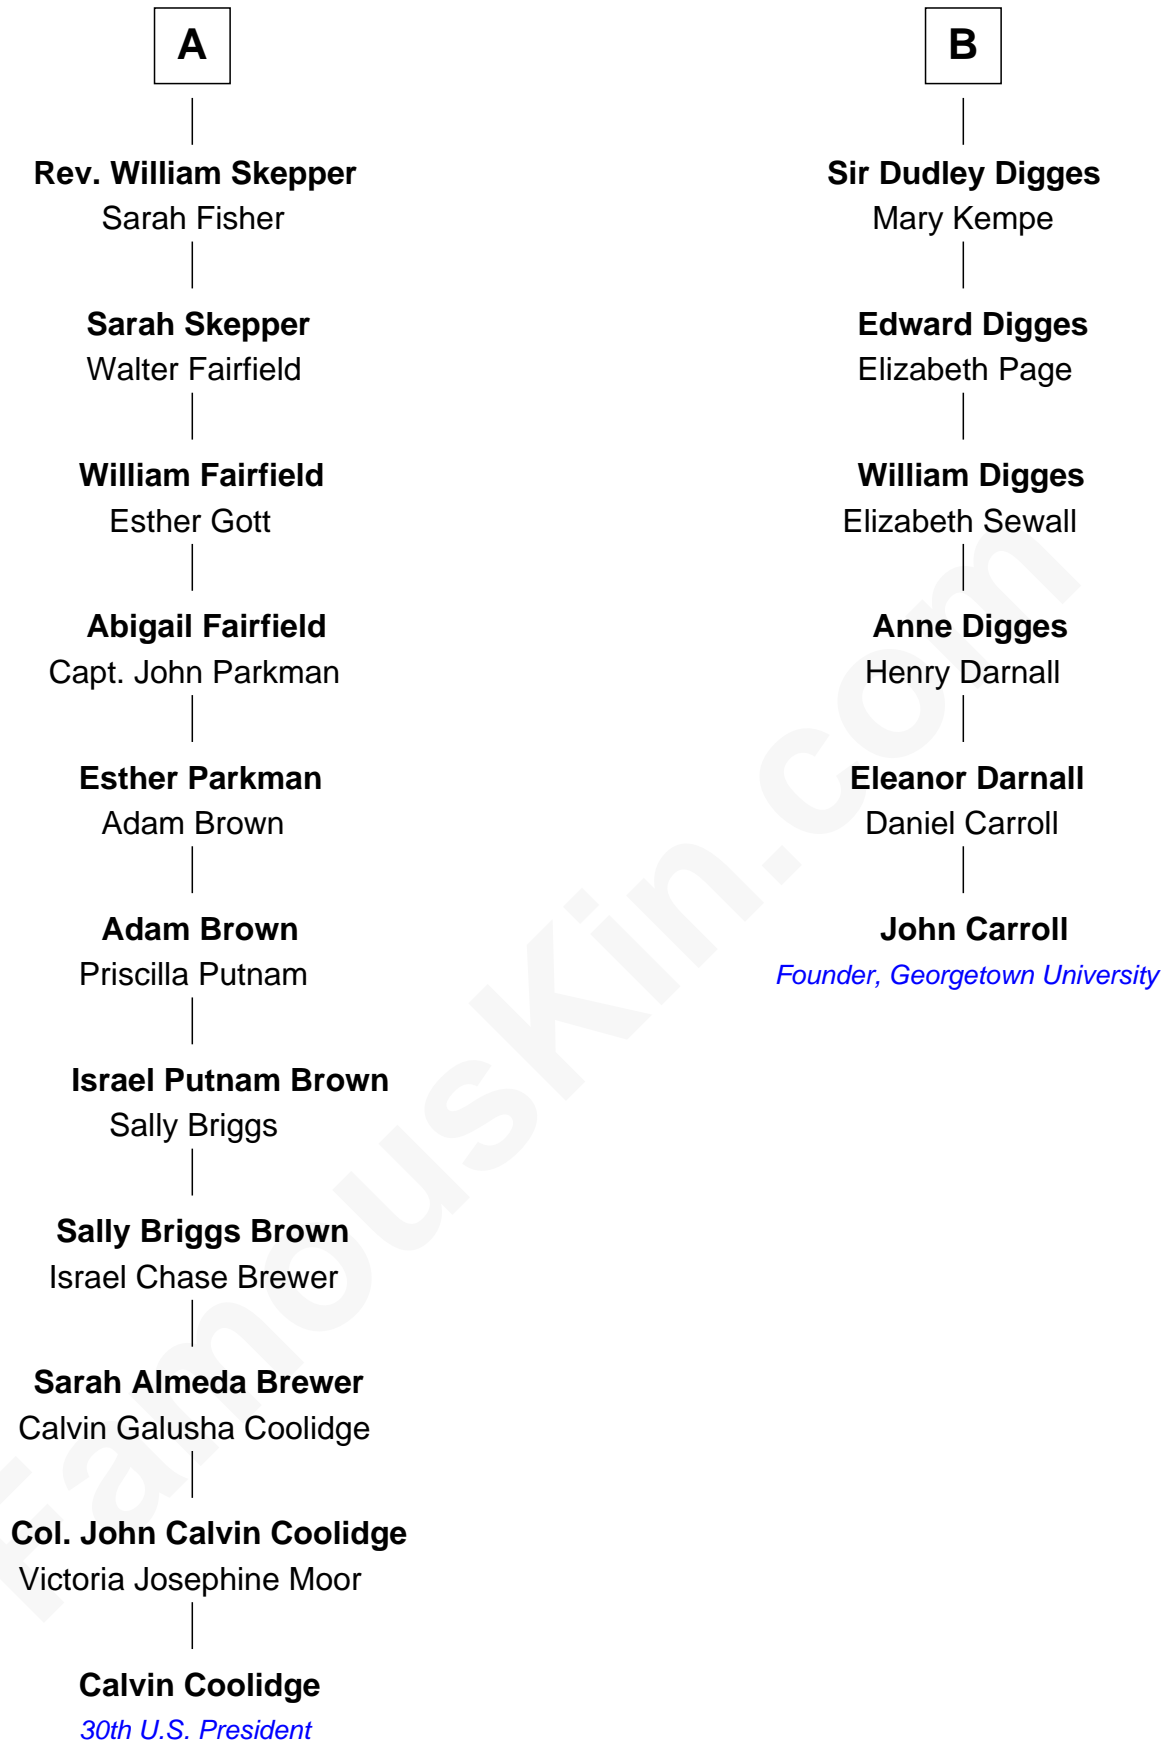 A
Rev. William Skepper
Sarah Fisher
Sarah Skepper
Walter Fairfield
William Fairfield
Esther Gott
Abigail Fairfield
Capt. John Parkman
Esther Parkman
Adam Brown
Adam Brown
Priscilla Putnam
Israel Putnam Brown
Sally Briggs
Sally Briggs Brown
Israel Chase Brewer
Sarah Almeda Brewer
Calvin Galusha Coolidge
Col. John Calvin Coolidge
Victoria Josephine Moor
Calvin Coolidge
30th U.S. President
B
Sir Dudley Digges
Mary Kempe
Edward Digges
Elizabeth Page
William Digges
Elizabeth Sewall
Anne Digges
Henry Darnall
Eleanor Darnall
Daniel Carroll
John Carroll
Founder, Georgetown University
FamousKin.com